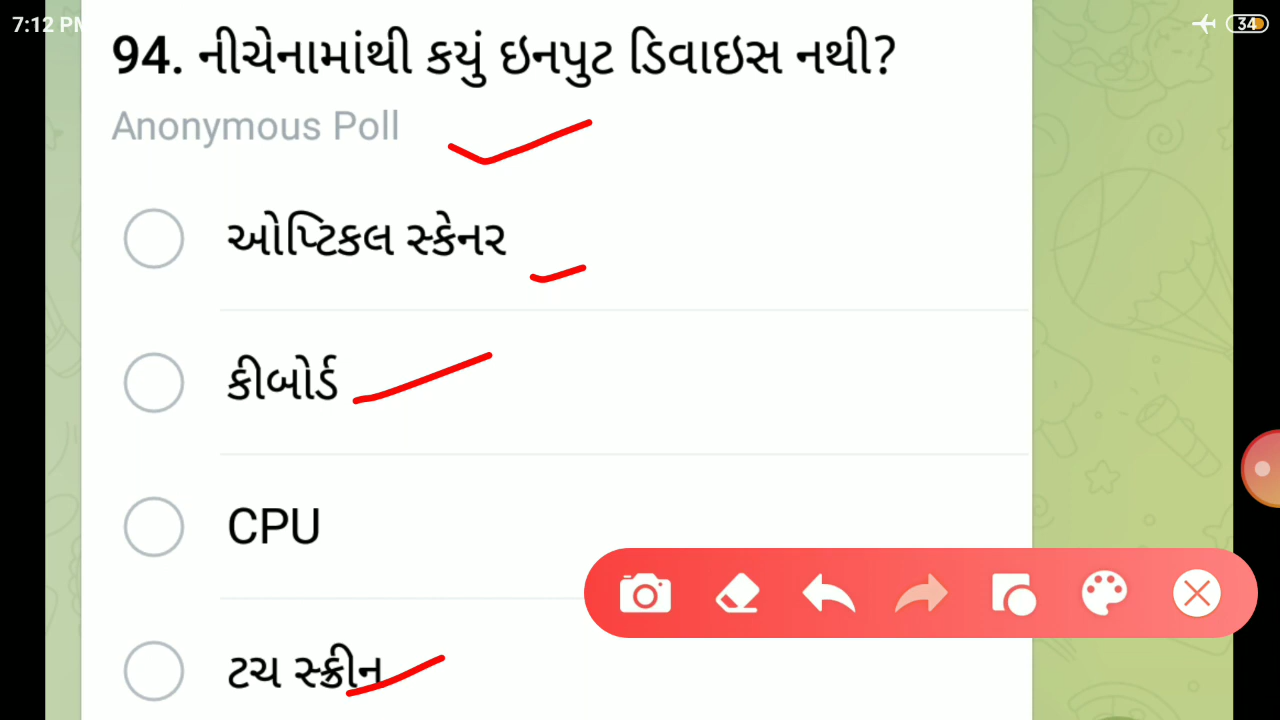 7:12 PM
34
94. નીચેનામાંથી કયું ઇનપુટ ડિવાઇસ નથી?
Anonymous Poll
ઓપ્ટિકલ સ્કેનર
કીબોર્ડ
CPU
ટચ સ્ક્રીન